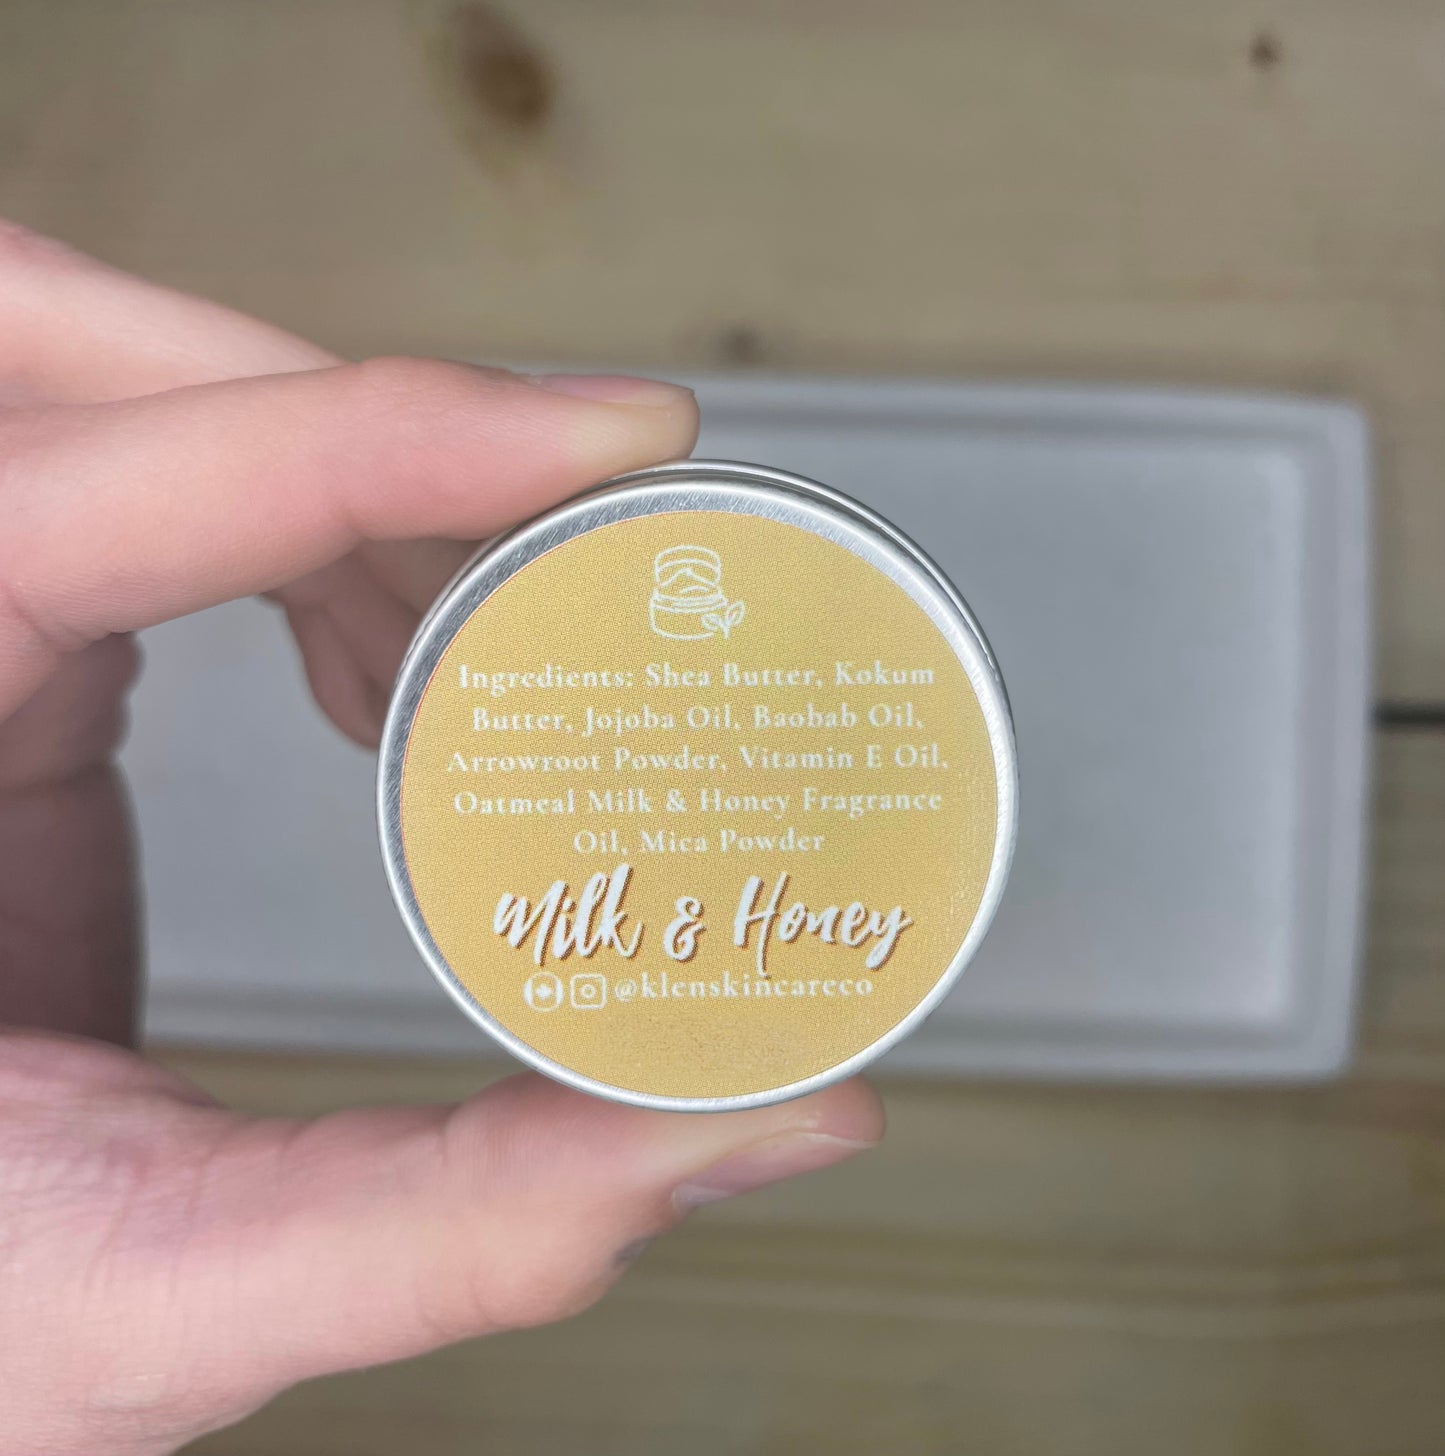 Ingredients: Shea Butter, Kokum
Butter, Jojoba Oil, Baobab Oil,
Arrowroot Powder, Vitamin E Oil,
Oatmeal Milk & Honey Fragrance
Oil, Mica Powder
Milk & Honey
@klenskincareco